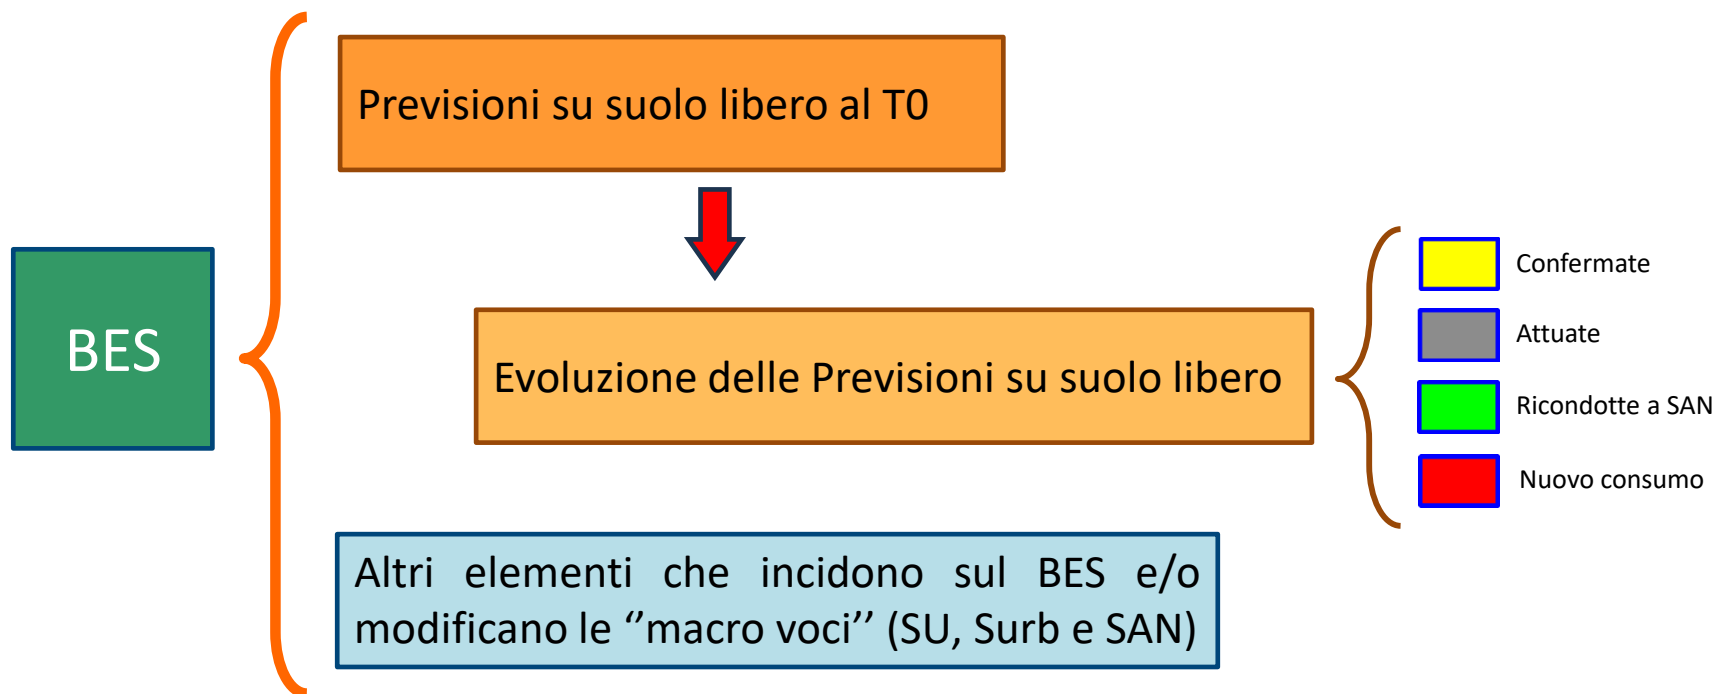 BES
Previsioni su suolo libero al T0
Evoluzione delle Previsioni su suolo libero
Confermate
Attuate
Ricondotte a SAN
Nuovo consumo
Altri elementi che incidono sul BES e/o
modificano le “macro voci’’ (SU, Surb e SAN)